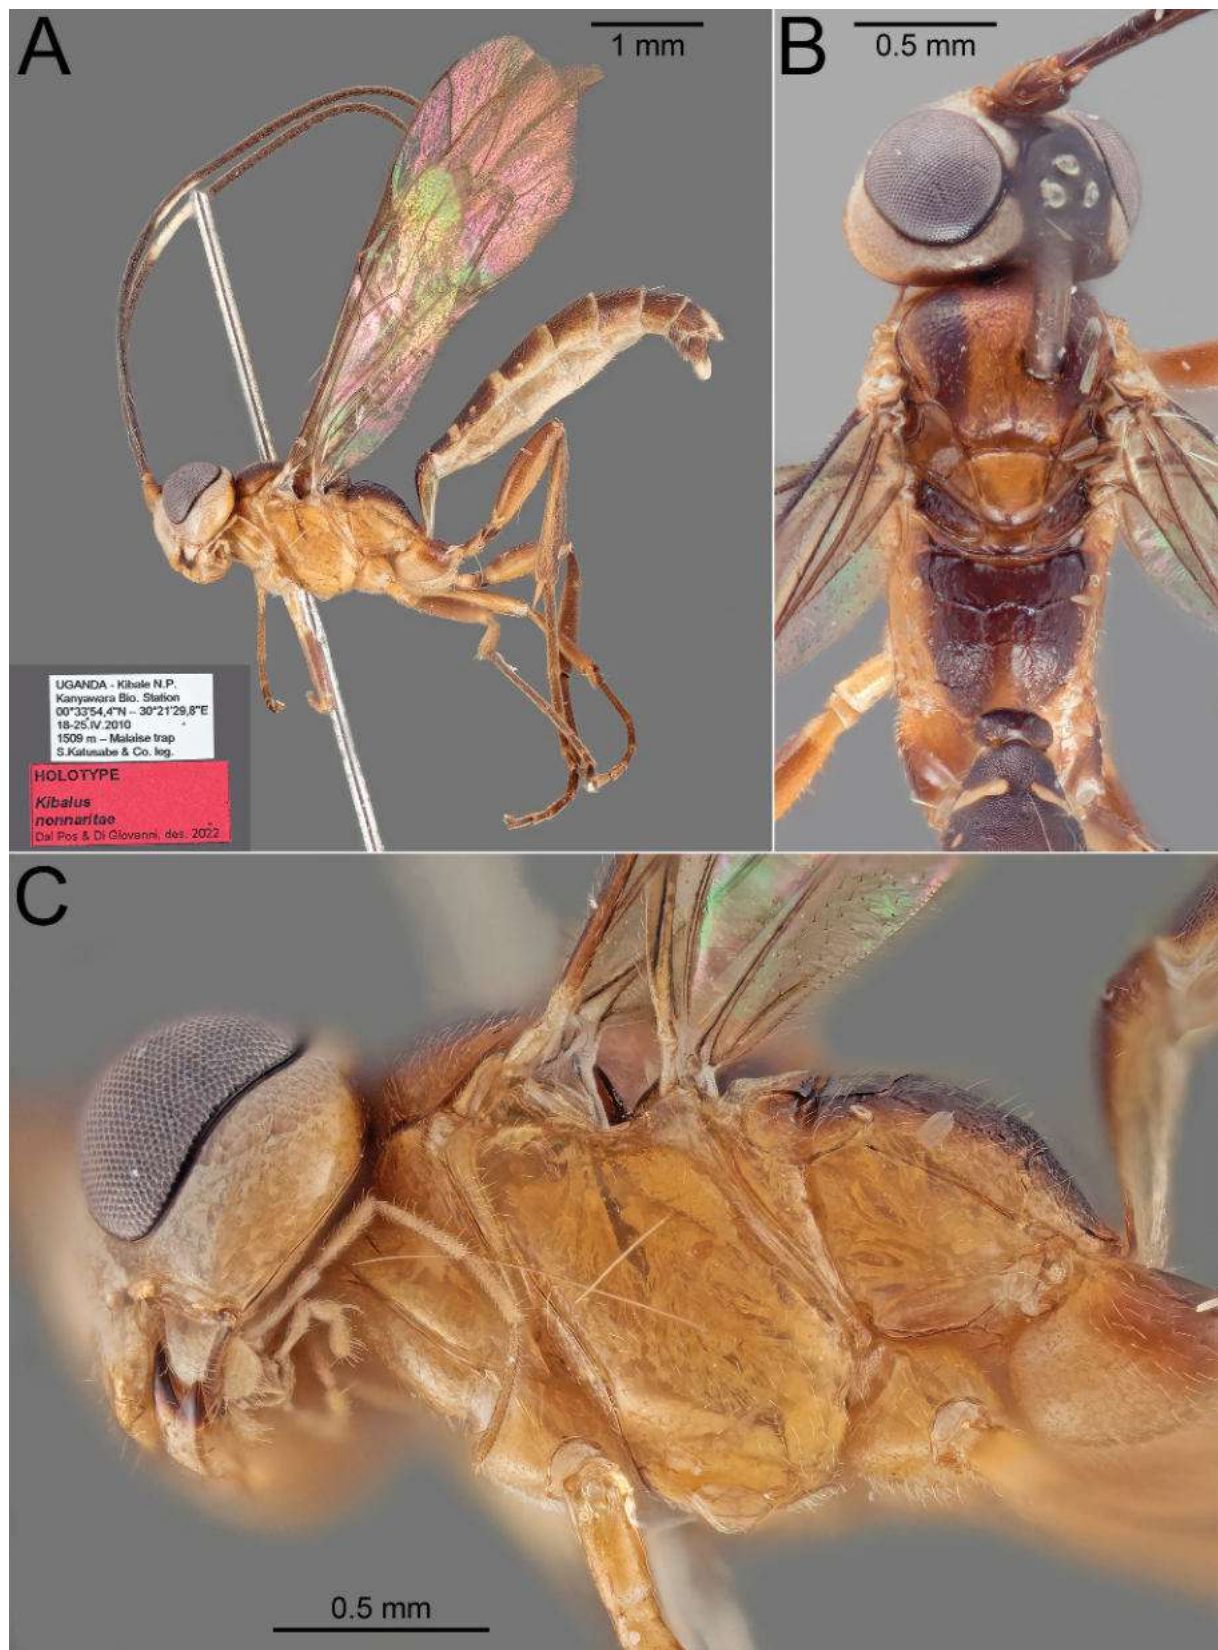 A
1 mm
B
0.5 mm
UGANDA - Kibale N.P.
Kanyawara Bio. Station
00°33'54,4"N – 30°21'29,8"E
18-25.IV.2010
1509 m – Malaise trap
S.Katusabe & Co. leg.
HOLOTYPE
Kibalus
nonnaritae
Dal Pos & Di Giovanni, des. 2022
C
0.5 mm